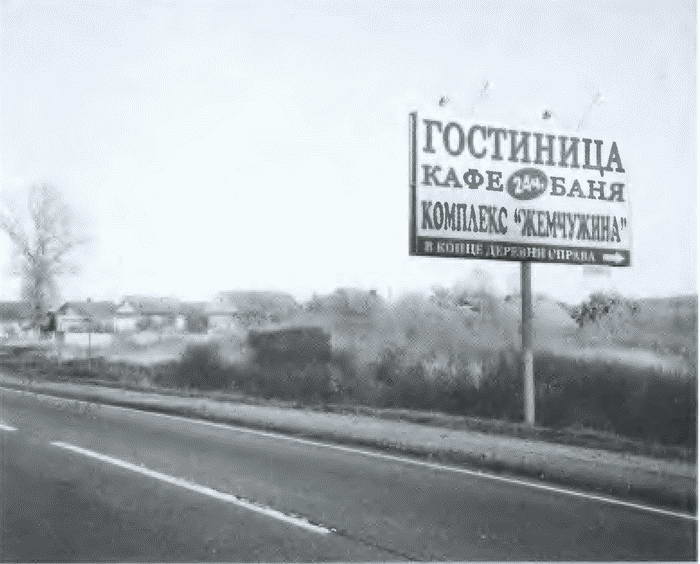 ГОСТИНИЦА
КАФЕ 24ч. БАНЯ
КОМПЛЕКС "ЖЕМЧУЖИНА"
В КОНЦЕ ДЕРЕВНИ СПРАВА